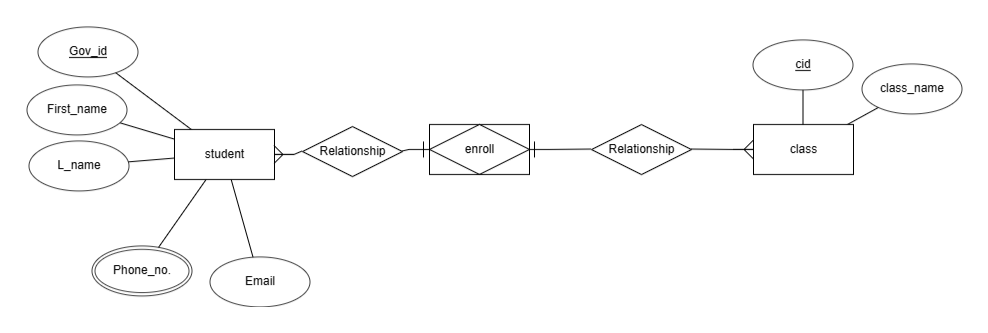 Gov_id
First_name
L_name
student
Phone_no.
Email
Relationship
enroll
Relationship
cid
class_name
class